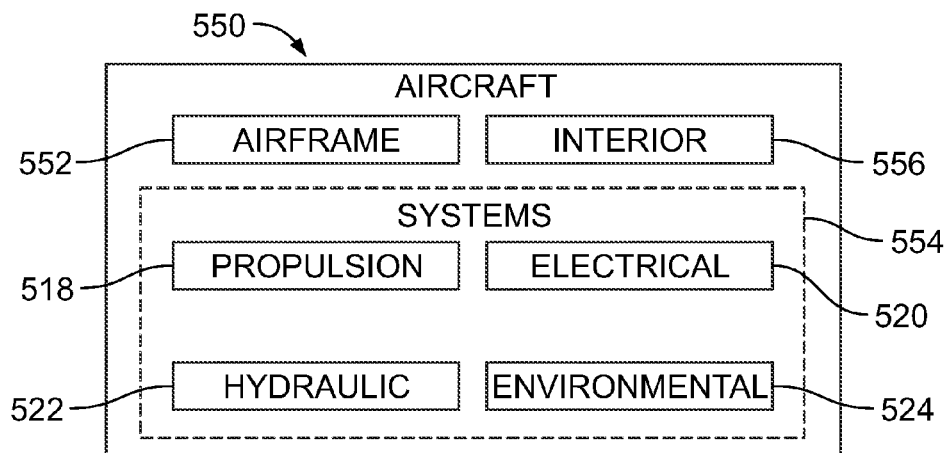 550
AIRCRAFT
552 AIRFRAME INTERIOR 556
SYSTEMS
554
518 PROPULSION ELECTRICAL 520
522 HYDRAULIC ENVIRONMENTAL 524